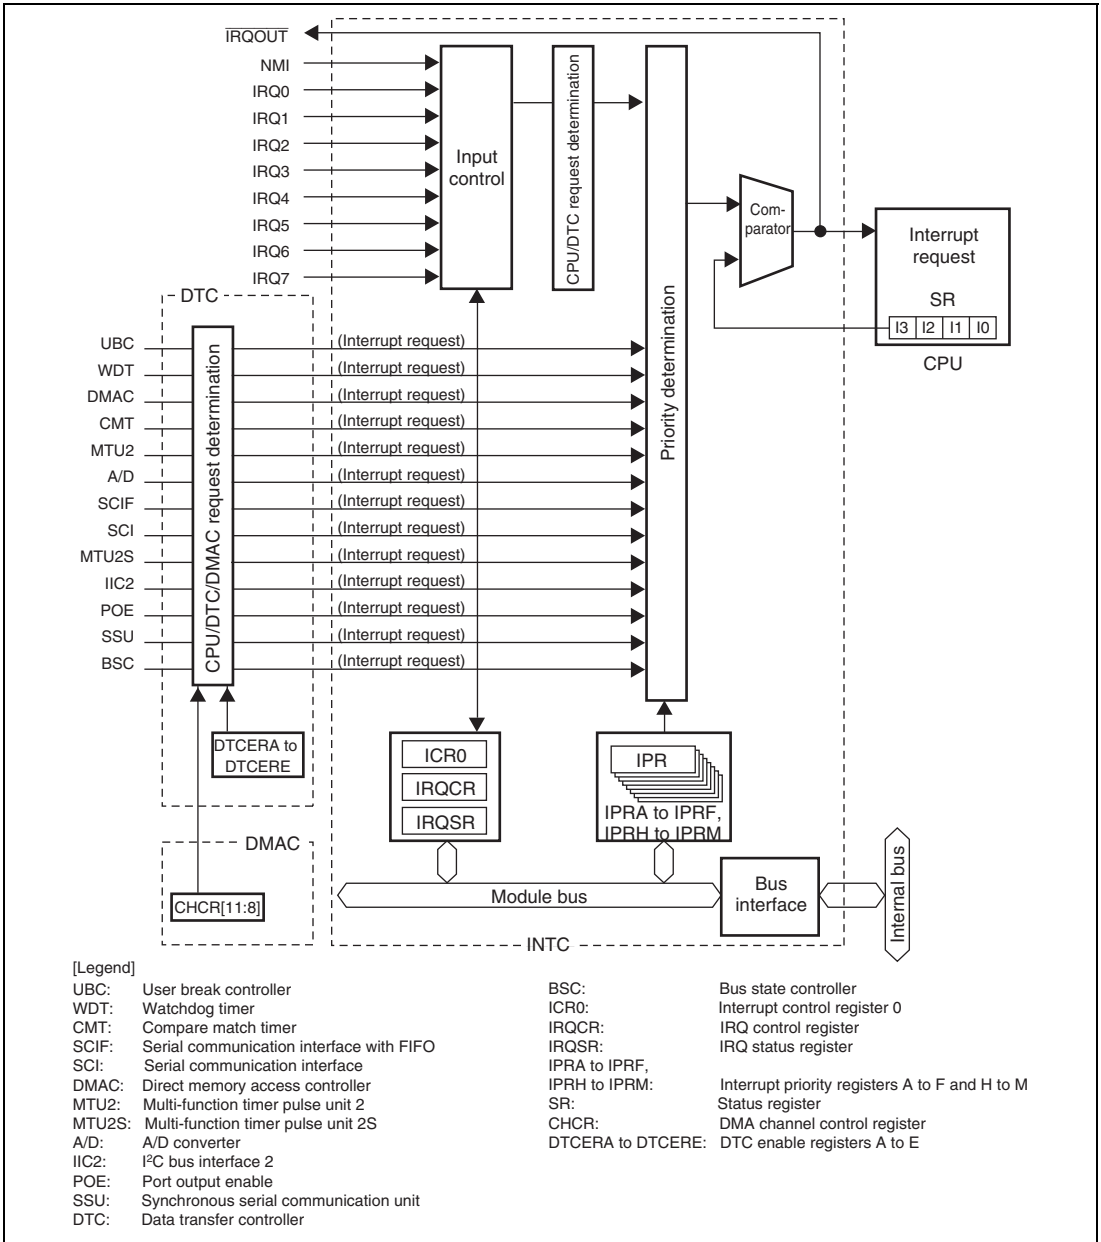 IRQOUT
NMI
IRQ0
IRQ1
IRQ2
IRQ3
IRQ4
IRQ5
IRQ6
IRQ7
Input
control
CPU/DTC request determination
Priority determination
Com-
parator
Interrupt
request
SR
I3 I2 I1 I0
CPU
DTC
UBC
WDT
DMAC
CMT
MTU2
A/D
SCIF
SCI
MTU2S
IIC2
POE
SSU
BSC
CPU/DTC/DMAC request determination
(Interrupt request)
(Interrupt request)
(Interrupt request)
(Interrupt request)
(Interrupt request)
(Interrupt request)
(Interrupt request)
(Interrupt request)
(Interrupt request)
(Interrupt request)
(Interrupt request)
(Interrupt request)
(Interrupt request)
DTCERA to
DTCERE
ICR0
IRQCR
IRQSR
IPR
IPRA to IPRF,
IPRH to IPRM
DMAC
CHCR[11:8]
Module bus
Bus
interface
Internal bus
INTC
[Legend]
UBC: User break controller
WDT: Watchdog timer
CMT: Compare match timer
SCIF: Serial communication interface with FIFO
SCI: Serial communication interface
DMAC: Direct memory access controller
MTU2: Multi-function timer pulse unit 2
MTU2S: Multi-function timer pulse unit 2S
A/D: A/D converter
IIC2: I²C bus interface 2
POE: Port output enable
SSU: Synchronous serial communication unit
DTC: Data transfer controller
BSC: Bus state controller
ICR0: Interrupt control register 0
IRQCR: IRQ control register
IRQSR: IRQ status register
IPRA to IPRF,
IPRH to IPRM: Interrupt priority registers A to F and H to M
SR: Status register
CHCR: DMA channel control register
DTCERA to DTCERE: DTC enable registers A to E